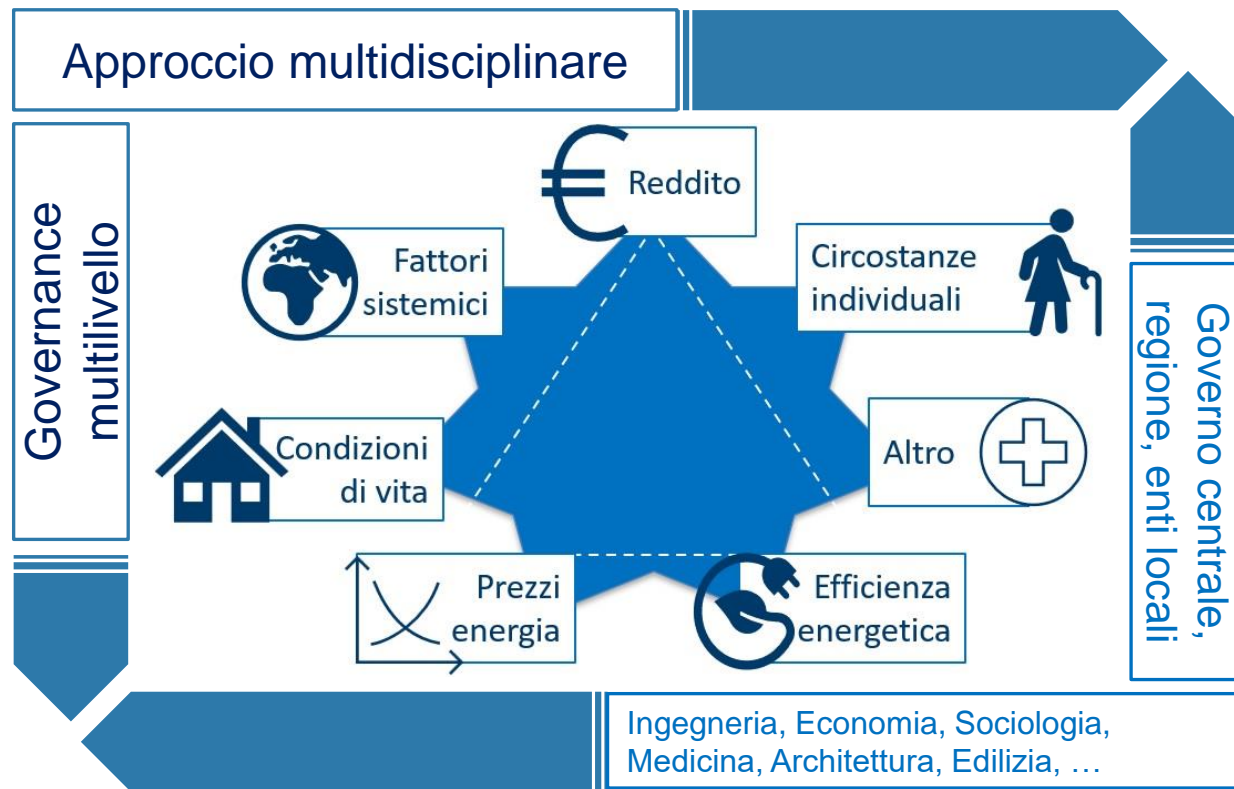 Approccio multidisciplinare
Governance
multilivello
Reddito
Fattori
sistemici
Circostanze
individuali
Condizioni
di vita
Altro
Prezzi
energia
Efficienza
energetica
Governo centrale,
regione, enti locali
Ingegneria, Economia, Sociologia,
Medicina, Architettura, Edilizia, …